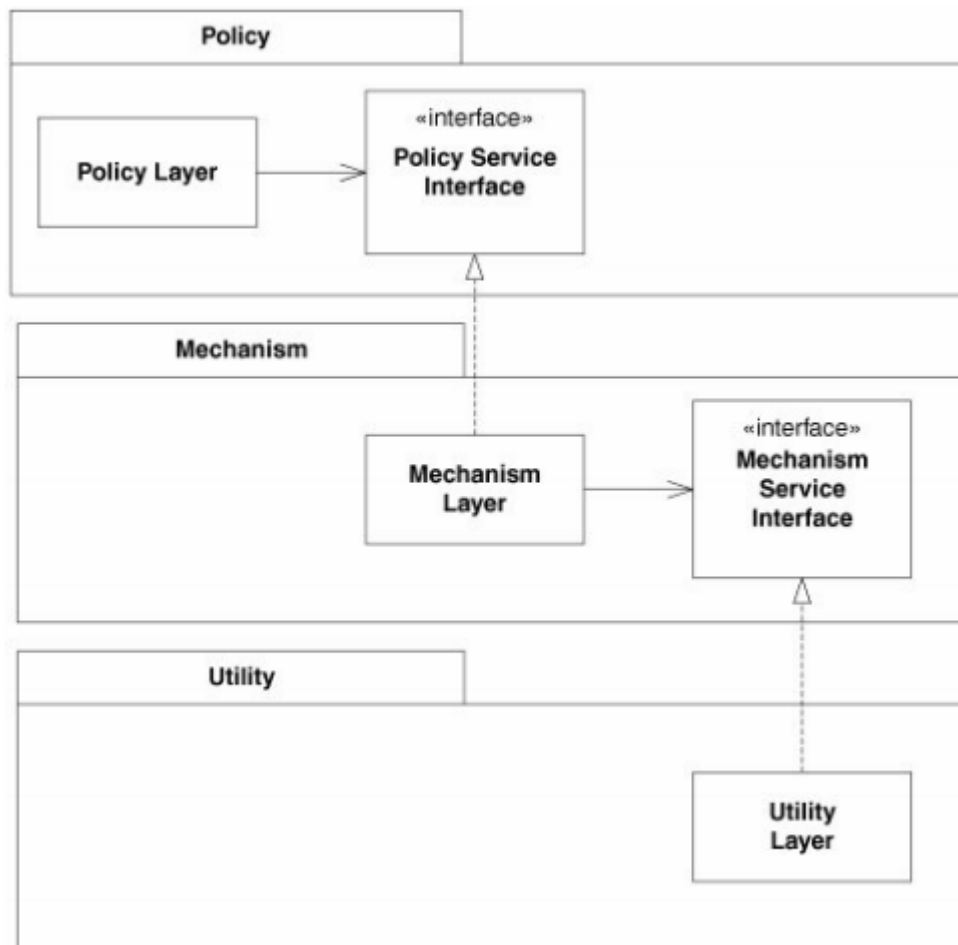 Policy
Policy Layer
«interface»
Policy Service
Interface
Mechanism
Mechanism
Layer
«interface»
Mechanism
Service
Interface
Utility
Utility
Layer